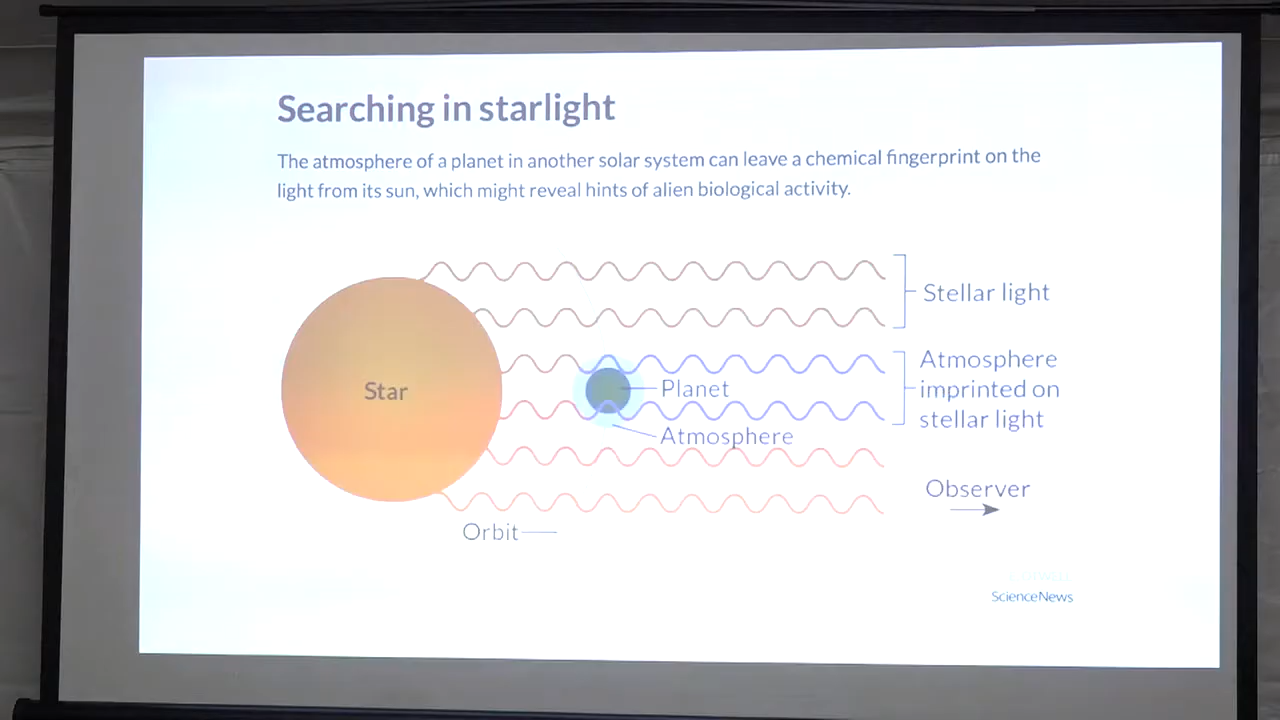 Searching in starlight
The atmosphere of a planet in another solar system can leave a chemical fingerprint on the
light from its sun, which might reveal hints of alien biological activity.
Stellar light
Star
Planet
Atmosphere
Atmosphere
imprinted on
stellar light
Observer
Orbit
ScienceNews